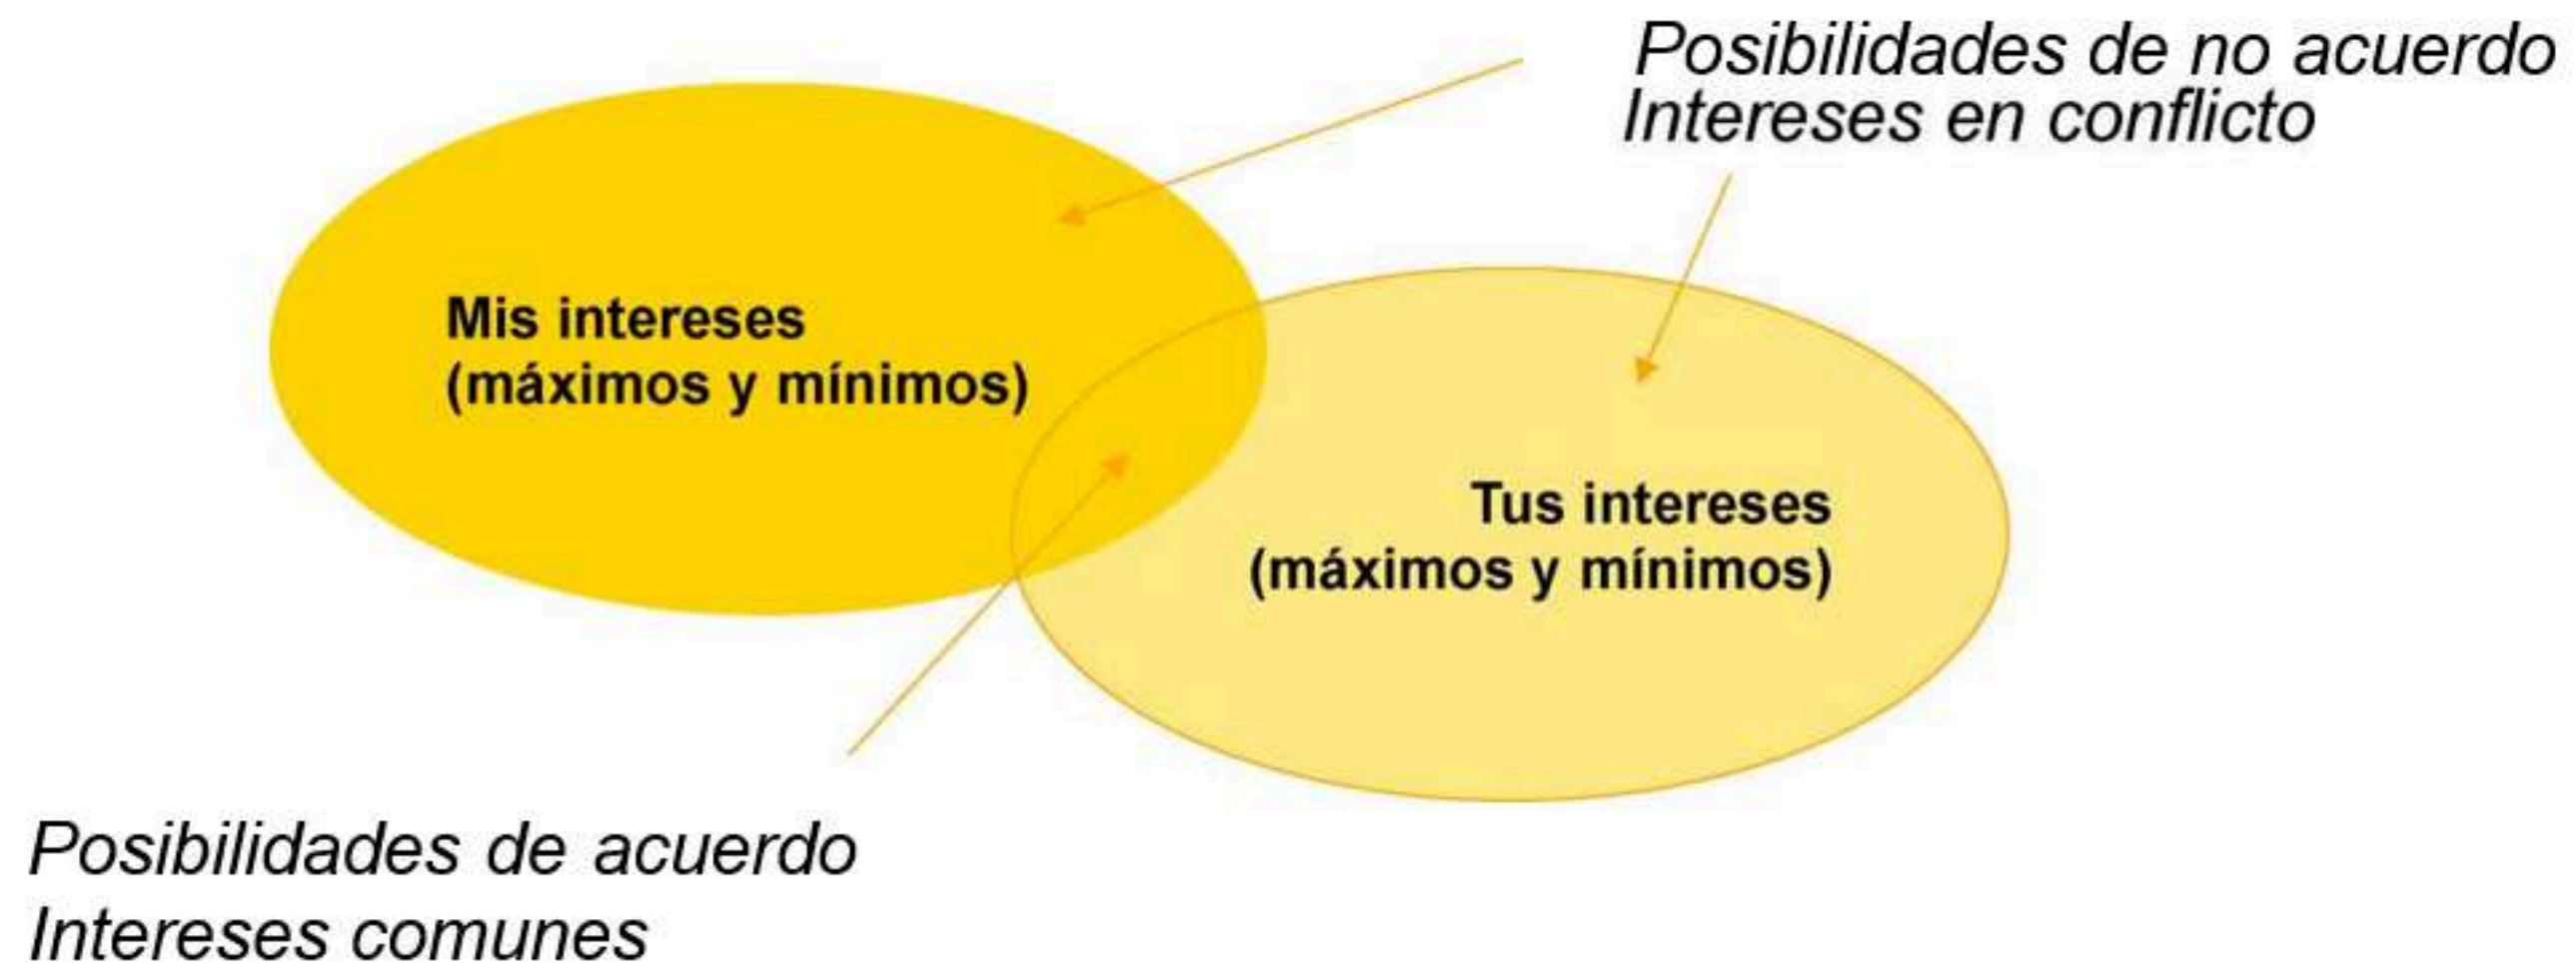 Posibilidades de no acuerdo
Intereses en conflicto
Mis intereses
(máximos y mínimos)
Tus intereses
(máximos y mínimos)
Posibilidades de acuerdo
Intereses comunes